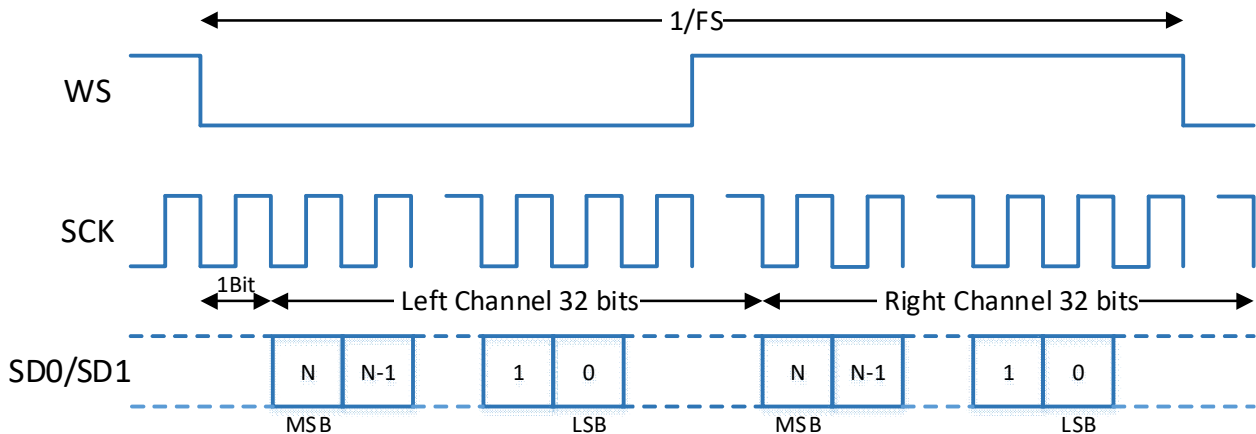 1/FS
WS
SCK
1Bit
Left Channel 32 bits
Right Channel 32 bits
SD0/SD1
N N-1 1 0 N N-1 1 0
MSB LSB MSB LSB